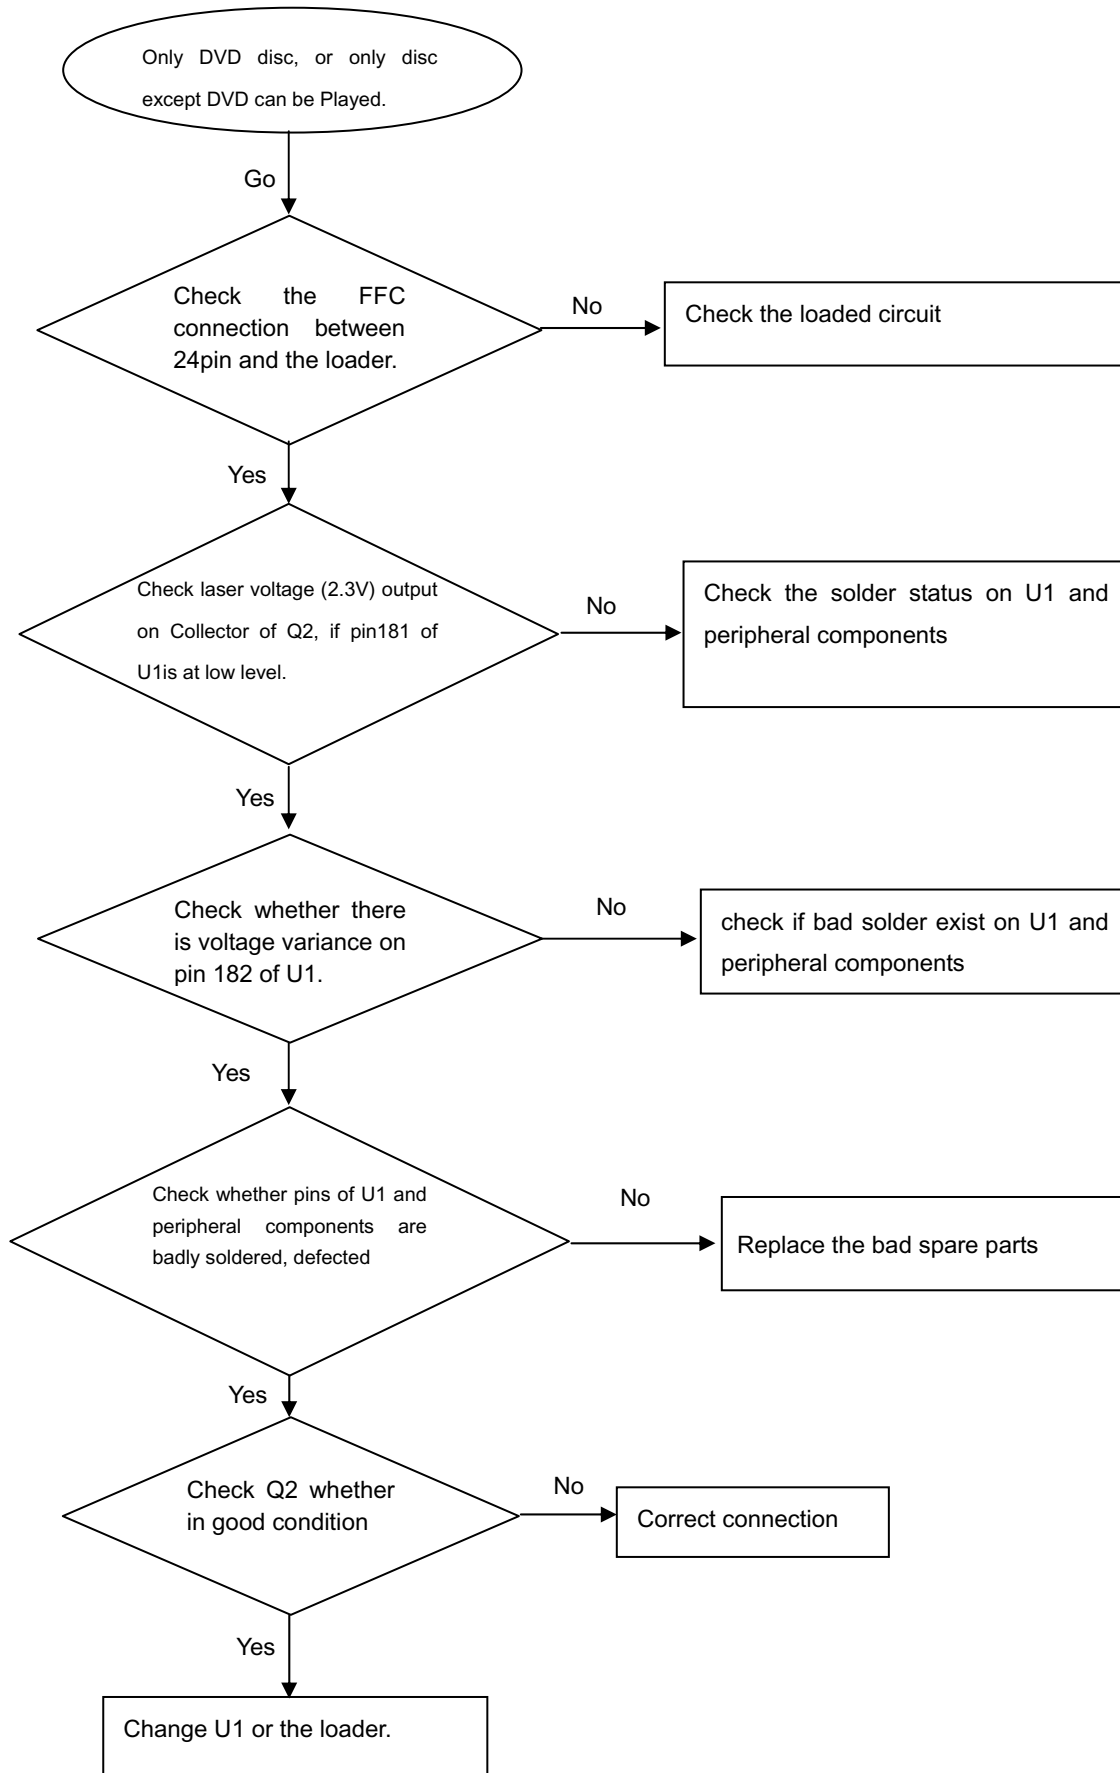 Only DVD disc, or only disc
except DVD can be Played.
Go
Check the FFC
connection between
24pin and the loader.
No
Check the loaded circuit
Yes
Check laser voltage (2.3V) output
on Collector of Q2, if pin181 of
U1is at low level.
No
Check the solder status on U1 and
peripheral components
Yes
Check whether there
is voltage variance on
pin 182 of U1.
No
check if bad solder exist on U1 and
peripheral components
Yes
Check whether pins of U1 and
peripheral components are
badly soldered, defected
No
Replace the bad spare parts
Yes
Check Q2 whether
in good condition
No
Correct connection
Yes
Change U1 or the loader.